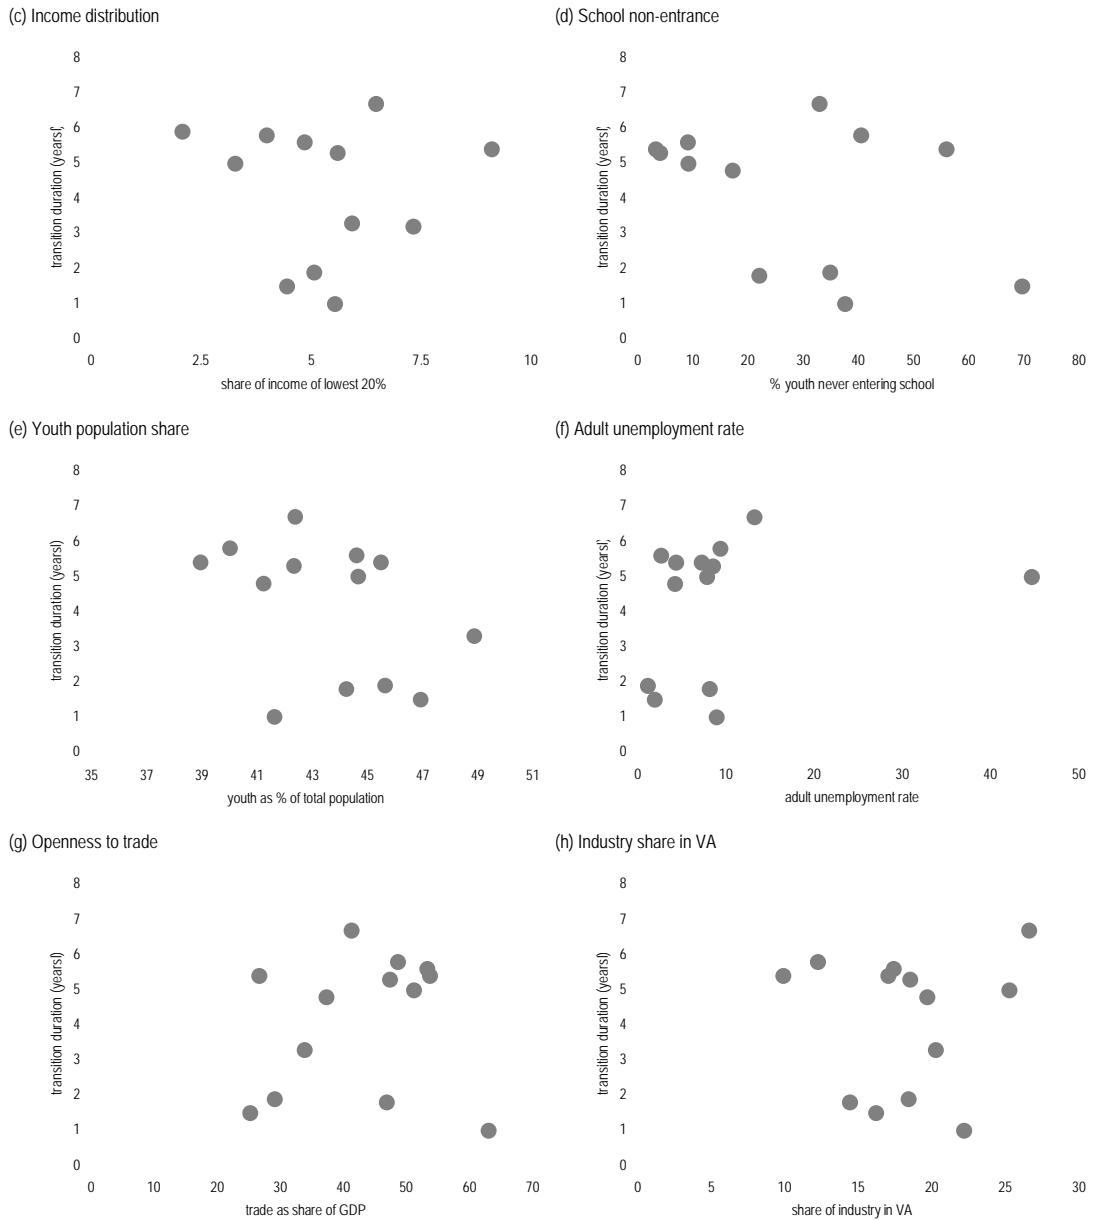 (c) Income distribution
8
7
6
5
4
3
2
1
0
transition duration (years(,
0 2.5 5 7.5 10
share of income of lowest 20%
(d) School non-entrance
8
7
6
5
4
3
2
1
0
transition duration (years(,
0 10 20 30 40 50 60 70 80
% youth never entering school
(e) Youth population share
8
7
6
5
4
3
2
1
0
transition duration (years()
35 37 39 41 43 45 47 49 51
youth as % of total population
(f) Adult unemployment rate
8
7
6
5
4
3
2
1
0
transition duration (years(,
0 10 20 30 40 50
adult unemployment rate
(g) Openness to trade
8
7
6
5
4
3
2
1
0
transition duration (years()
0 10 20 30 40 50 60 70
trade as share of GDP
(h) Industry share in VA
8
7
6
5
4
3
2
1
0
transition duration (years()
0 5 10 15 20 25 30
share of industry in VA